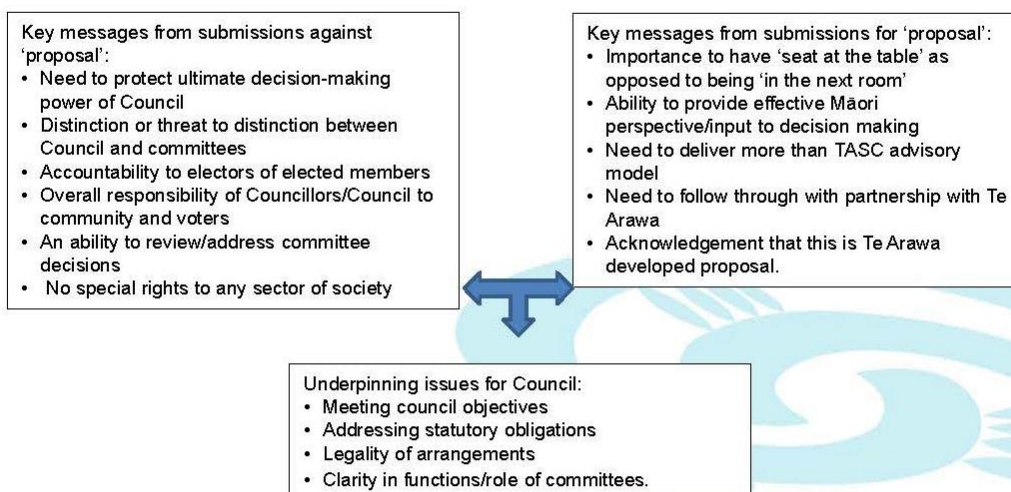 Key messages from submissions against
‘proposal’:
• Need to protect ultimate decision-making
power of Council
• Distinction or threat to distinction between
Council and committees
• Accountability to electors of elected members
• Overall responsibility of Councillors/Council to
community and voters
• An ability to review/address committee
decisions
• No special rights to any sector of society
Key messages from submissions for ‘proposal’:
• Importance to have ‘seat at the table’ as
opposed to being ‘in the next room’
• Ability to provide effective Māori
perspective/input to decision making
• Need to deliver more than TASC advisory
model
• Need to follow through with partnership with Te
Arawa
• Acknowledgement that this is Te Arawa
developed proposal.
Underpinning issues for Council:
• Meeting council objectives
• Addressing statutory obligations
• Legality of arrangements
• Clarity in functions/role of committees.